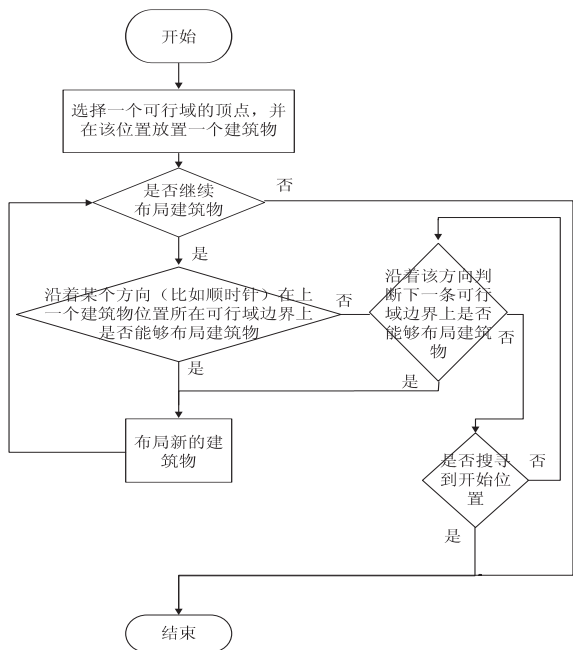 开始
选择一个可行域的顶点，并
在该位置放置一个建筑物
是否继续
布局建筑物
否
是
沿着某个方向（比如顺时针）在上
一个建筑物位置所在可行域边界上
是否能够布局建筑物
否
沿着该方向判
断下一条可行
域边界上是否
能够布局建筑
物
否
是
是
布局新的建
筑物
是否搜寻
到开始位
置
否
是
结束